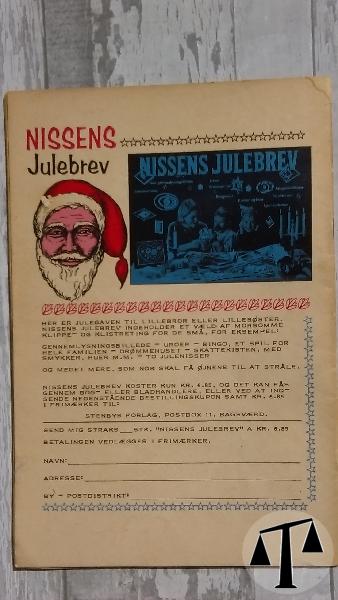 NISSENS
Julebrev
NISSENS JULEBREV
HER ER JULEGAVEN TIL LILLEBROR ELLER LILLESØSTER.
NISSENS JULEBREV INDEHOLDER ET VÆLD AF MORSOMME
KLIPPE- OG KLISTRETING FOR DE SMÅ, FOR EKSEMPEL:
GENNEMLYSNINGSBILLEDE - UROER - BINGO, ET SPIL FOR
HELE FAMILIEN - DRØMMEHUSET - SKATTEKISTEN, MED
SMYKKER, HUER M.M. - TO JULENISSER
OG MEGET MERE, SOM NOK SKAL FÅ ØJNENE TIL AT STRÅLE.
NISSENS JULEBREV KOSTER KUN KR. 6.85, OG DET KAN FÅS
GENNEM BOG- ELLER BLADHANDLERE, ELLER VED AT IND-
SENDE NEDENSTÅENDE BESTILLINGSKUPON SAMT KR. 6.85
I FRIMÆRKER TIL:
STENBY FORLAG, POSTBOX 11, BAGSVÆRD.
SEND MIG STRAKS STK. "NISSENS JULEBREV" A KR. 6.85
BETALINGEN VEDLÆGGES I FRIMÆRKER.
NAVN:
ADRESSE:
BY - POSTDISTRIKT: